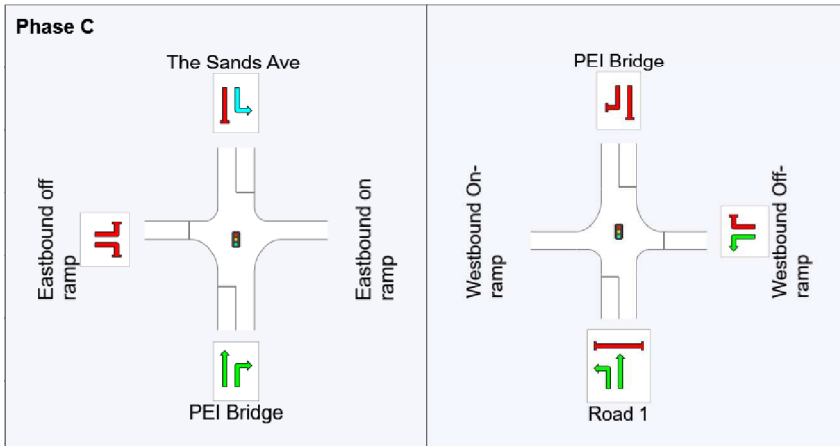 Phase C
The Sands Ave
Eastbound off
ramp
Eastbound on
ramp
PEI Bridge
PEI Bridge
Westbound On-
ramp
Westbound Off-
ramp
Road 1